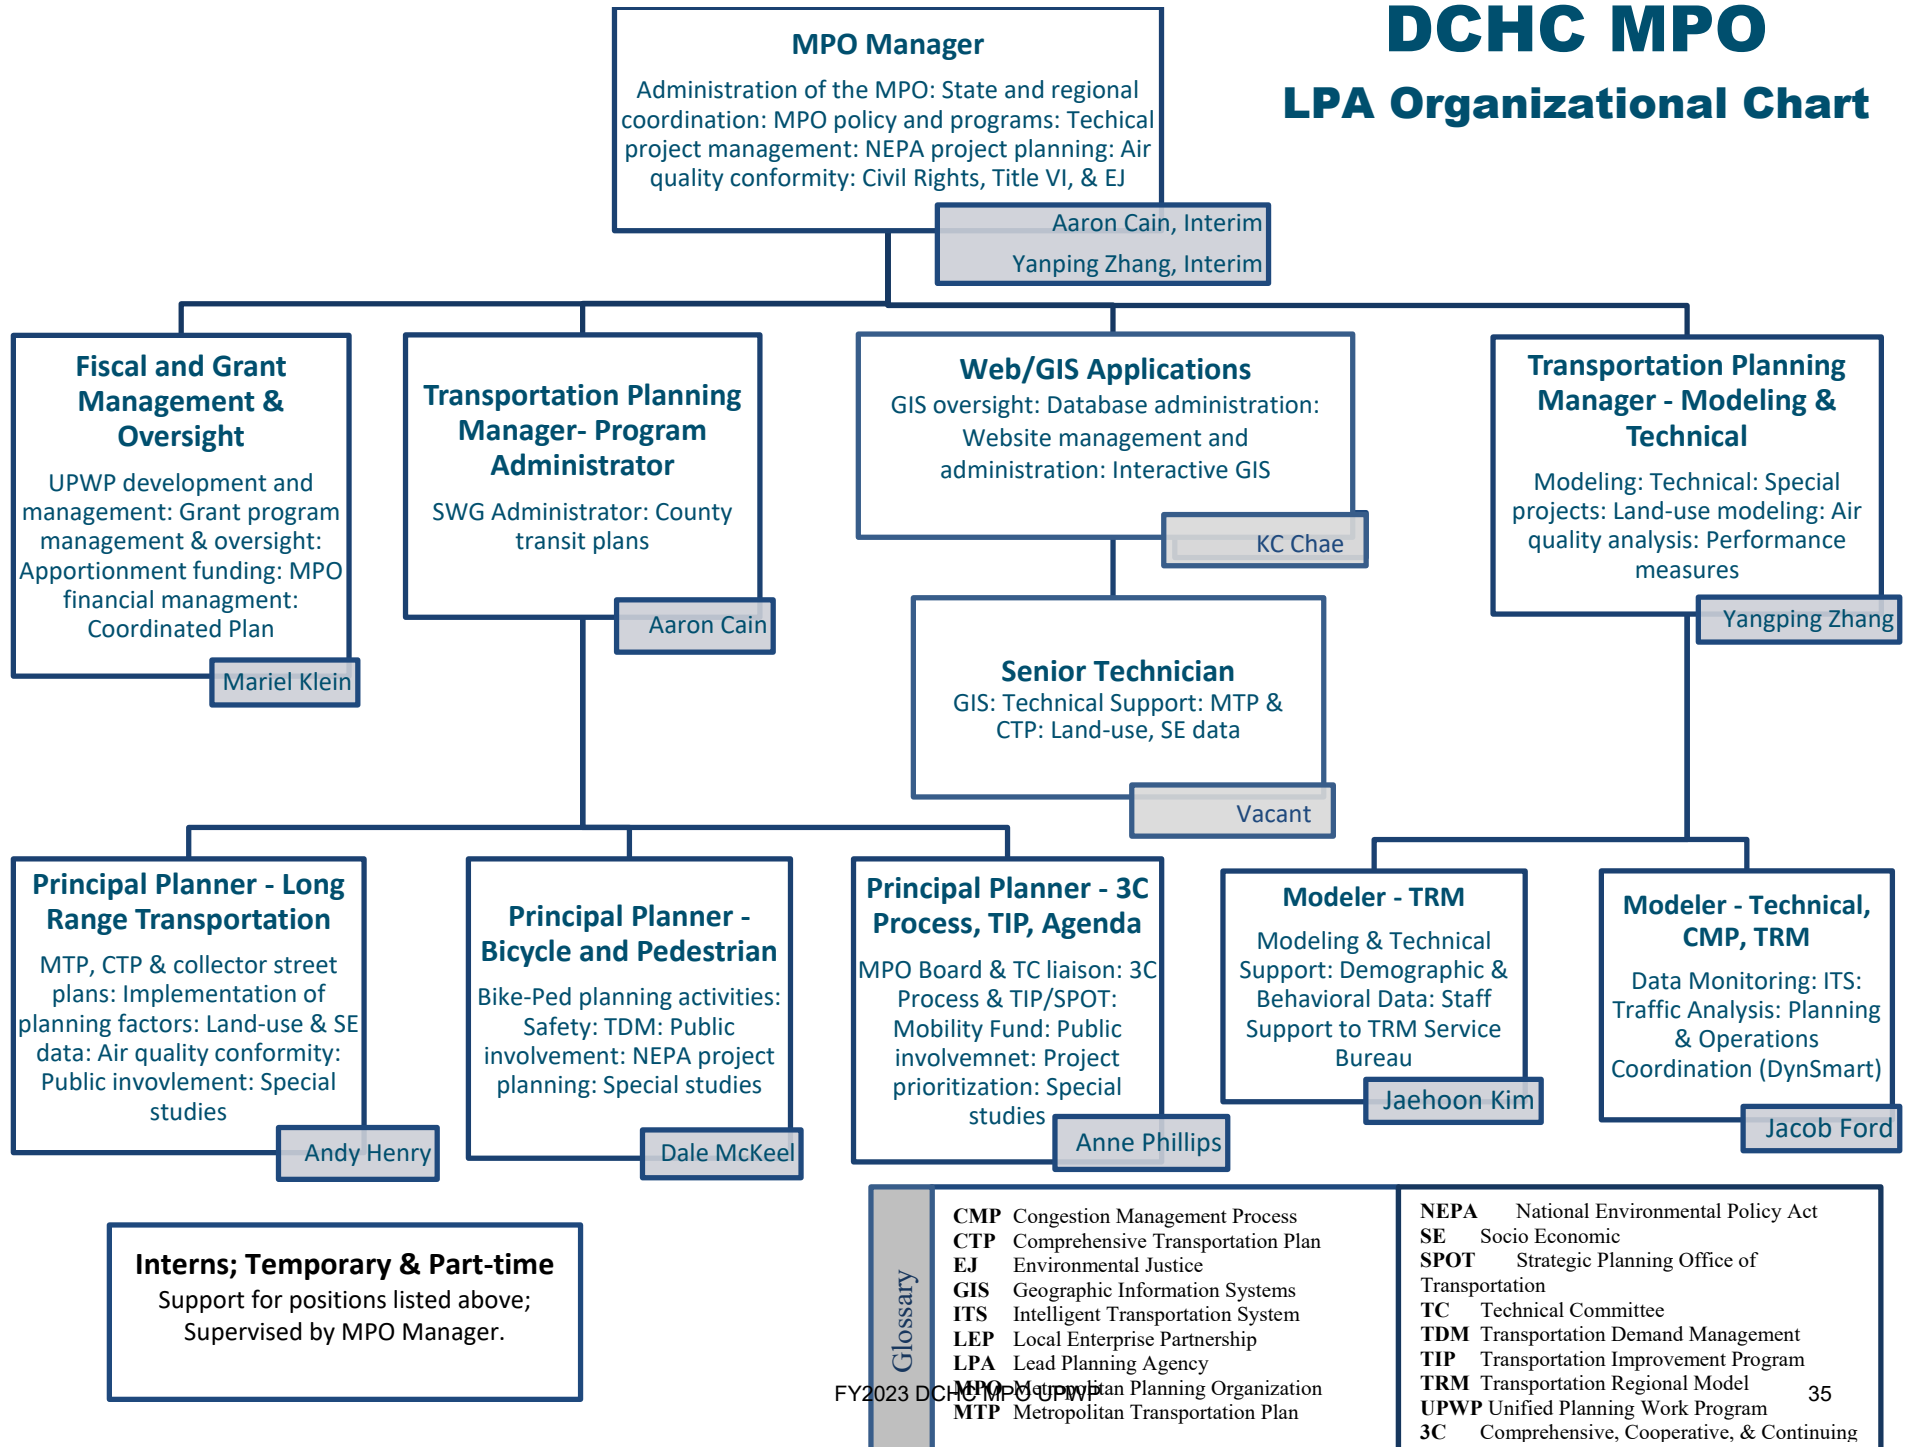 DCHC MPO
LPA Organizational Chart
MPO Manager
Administration of the MPO: State and regional
coordination: MPO policy and programs: Techical
project management: NEPA project planning: Air
quality conformity: Civil Rights, Title VI, & EJ
Aaron Cain, Interim
Yanping Zhang, Interim
Fiscal and Grant
Management &
Oversight
UPWP development and
management: Grant program
management & oversight:
Apportionment funding: MPO
financial managment:
Coordinated Plan
Mariel Klein
Transportation Planning
Manager- Program
Administrator
SWG Administrator: County
transit plans
Aaron Cain
Web/GIS Applications
GIS oversight: Database administration:
Website management and
administration: Interactive GIS
KC Chae
Transportation Planning
Manager - Modeling &
Technical
Modeling: Technical: Special
projects: Land-use modeling: Air
quality analysis: Performance
measures
Yangping Zhang
Senior Technician
GIS: Technical Support: MTP &
CTP: Land-use, SE data
Vacant
Principal Planner - Long
Range Transportation
MTP, CTP & collector street
plans: Implementation of
planning factors: Land-use & SE
data: Air quality conformity:
Public invovlement: Special
studies
Andy Henry
Principal Planner -
Bicycle and Pedestrian
Bike-Ped planning activities:
Safety: TDM: Public
involvement: NEPA project
planning: Special studies
Dale McKeel
Principal Planner - 3C
Process, TIP, Agenda
MPO Board & TC liaison: 3C
Process & TIP/SPOT:
Mobility Fund: Public
involvemnet: Project
prioritization: Special
studies
Anne Phillips
Modeler - TRM
Modeling & Technical
Support: Demographic &
Behavioral Data: Staff
Support to TRM Service
Bureau
Jaehoon Kim
Modeler - Technical,
CMP, TRM
Data Monitoring: ITS:
Traffic Analysis: Planning
& Operations
Coordination (DynSmart)
Jacob Ford
Interns; Temporary & Part-time
Support for positions listed above;
Supervised by MPO Manager.
Glossary
CMP Congestion Management Process
CTP Comprehensive Transportation Plan
EJ Environmental Justice
GIS Geographic Information Systems
ITS Intelligent Transportation System
LEP Local Enterprise Partnership
LPA Lead Planning Agency
MPO Metropolitan Planning Organization
MTP Metropolitan Transportation Plan
NEPA National Environmental Policy Act
SE Socio Economic
SPOT Strategic Planning Office of
Transportation
TC Technical Committee
TDM Transportation Demand Management
TIP Transportation Improvement Program
TRM Transportation Regional Model
UPWP Unified Planning Work Program
3C Comprehensive, Cooperative, & Continuing
FY2023 DCHC MPO UPWP
35